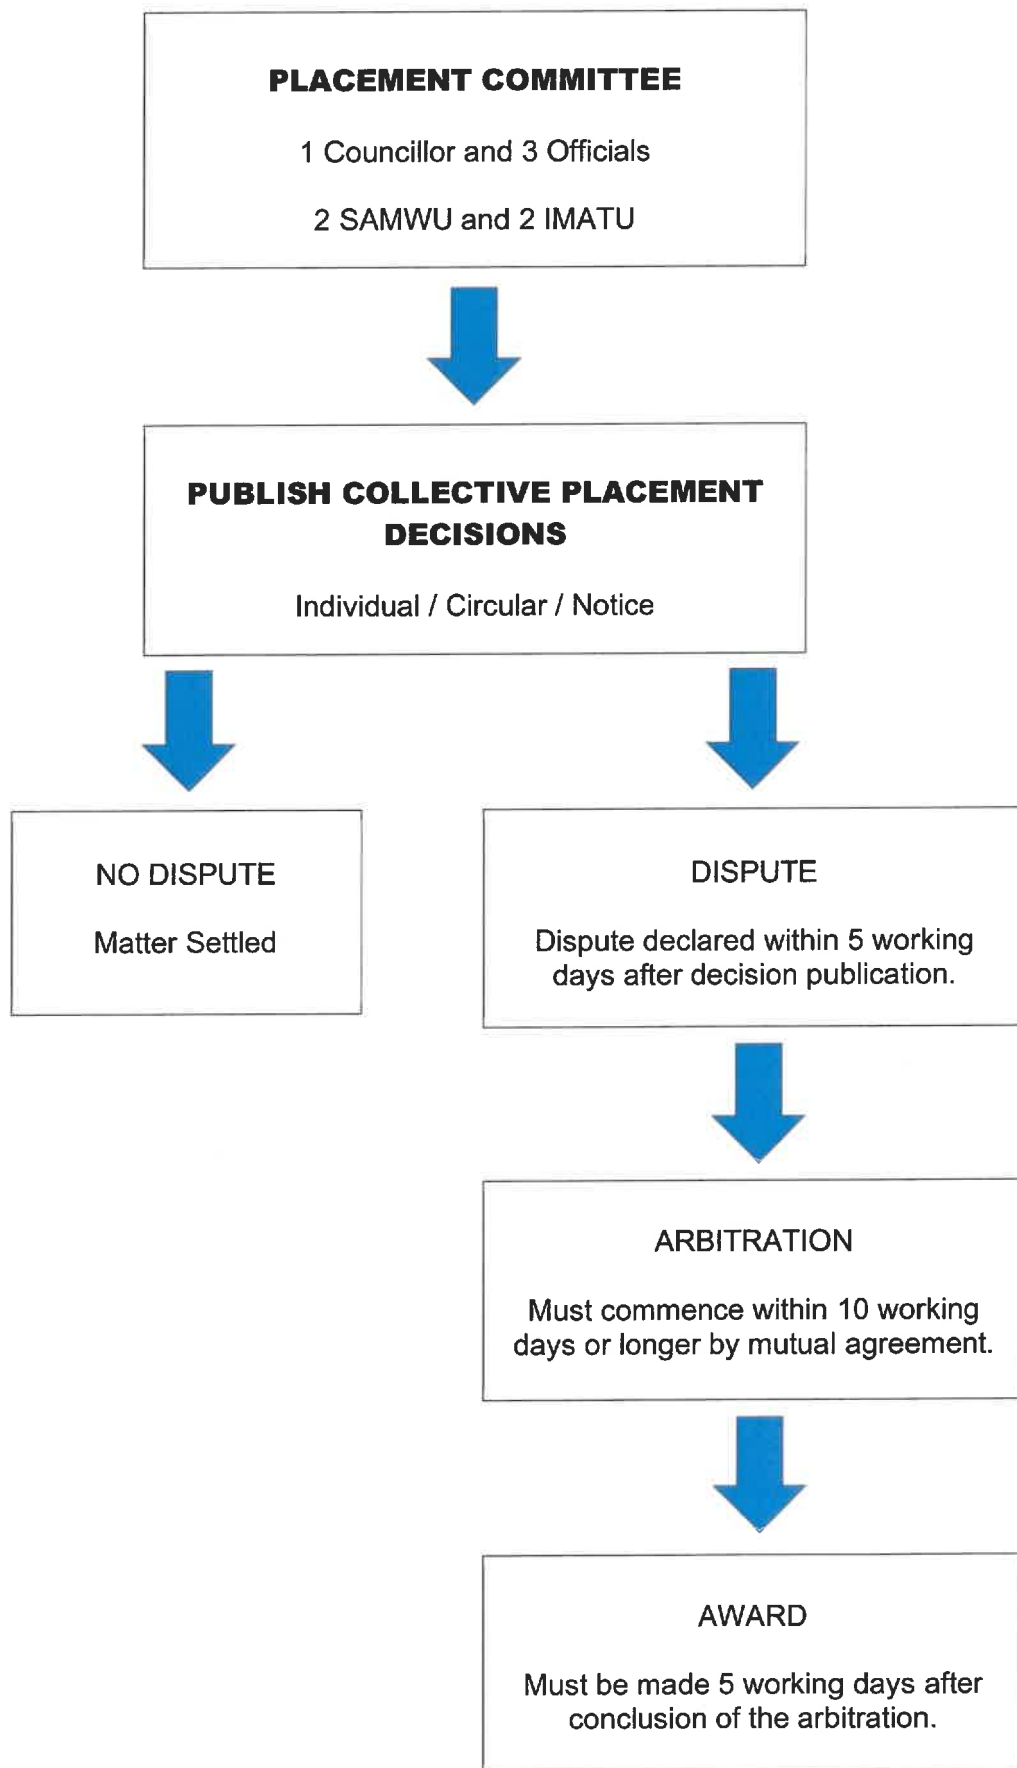 PLACEMENT COMMITTEE
1 Councillor and 3 Officials
2 SAMWU and 2 IMATU
PUBLISH COLLECTIVE PLACEMENT
DECISIONS
Individual / Circular / Notice
NO DISPUTE
Matter Settled
DISPUTE
Dispute declared within 5 working
days after decision publication.
ARBITRATION
Must commence within 10 working
days or longer by mutual agreement.
AWARD
Must be made 5 working days after
conclusion of the arbitration.